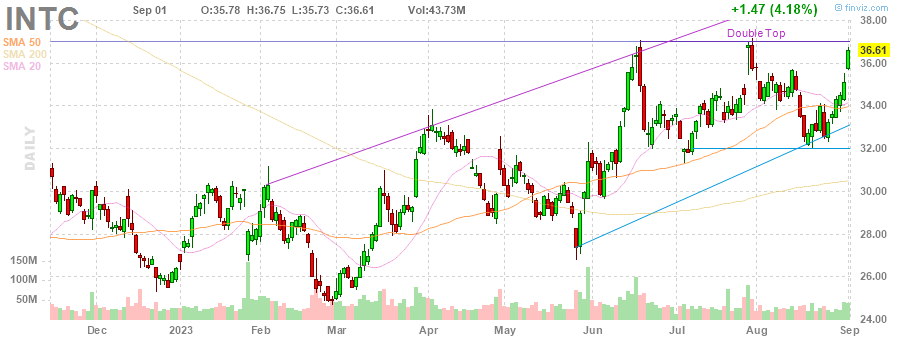 INTC Sep 01 O:35.78 H:36.75 L:35.73 C:36.61 Vol:43.73M +1.47 (4.18%) © finviz.com
SMA 50
SMA 200
SMA 20
Double Top
DAILY
38.00
36.61
36.00
34.00
32.00
30.00
28.00
26.00
24.00
150M
100M
50M
Dec 2023 Feb Mar Apr May Jun Jul Aug Sep